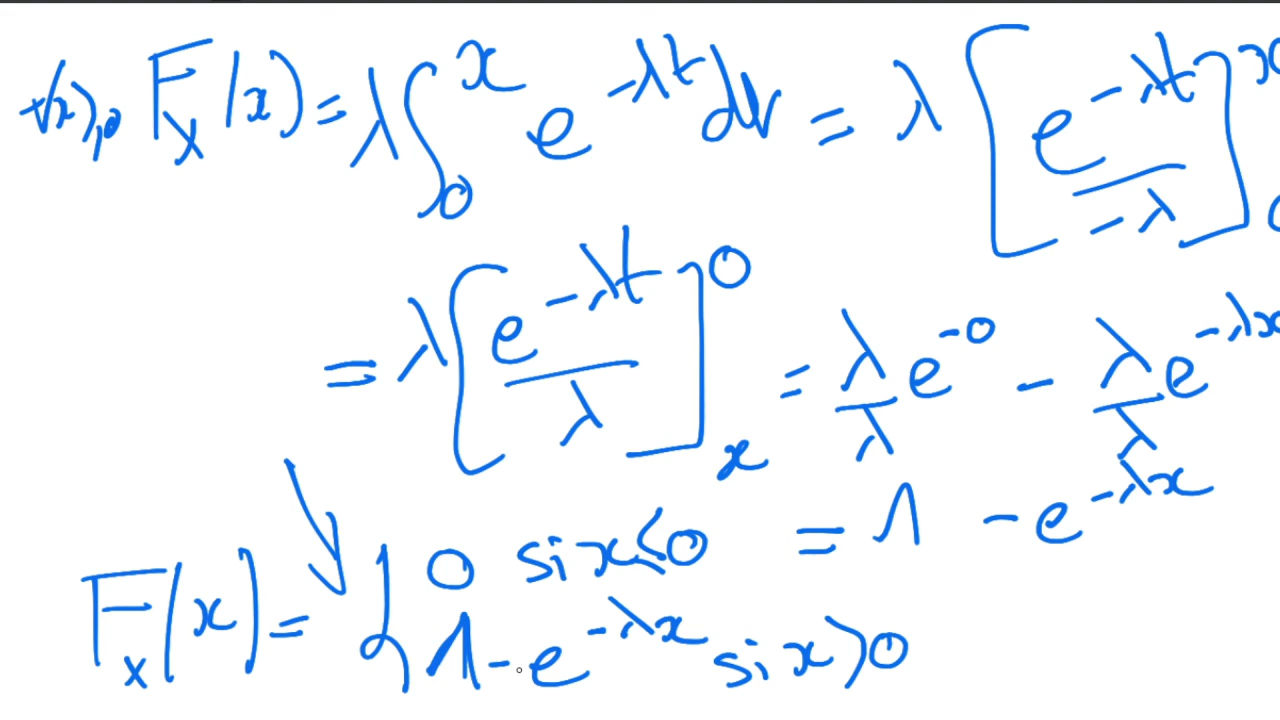 ∀x≥0 F_X(x) = λ∫_0^x e^{-λt} dt = λ[e^{-λt}/(-λ)]_0^x
= λ[e^{-λt}/λ]_x^0 = λ/λ e^{-0} - λ/λ e^{-λx}
= 1 - e^{-λx}
F_X(x) = { 0 si x<0
1 - e^{-λx} si x>0